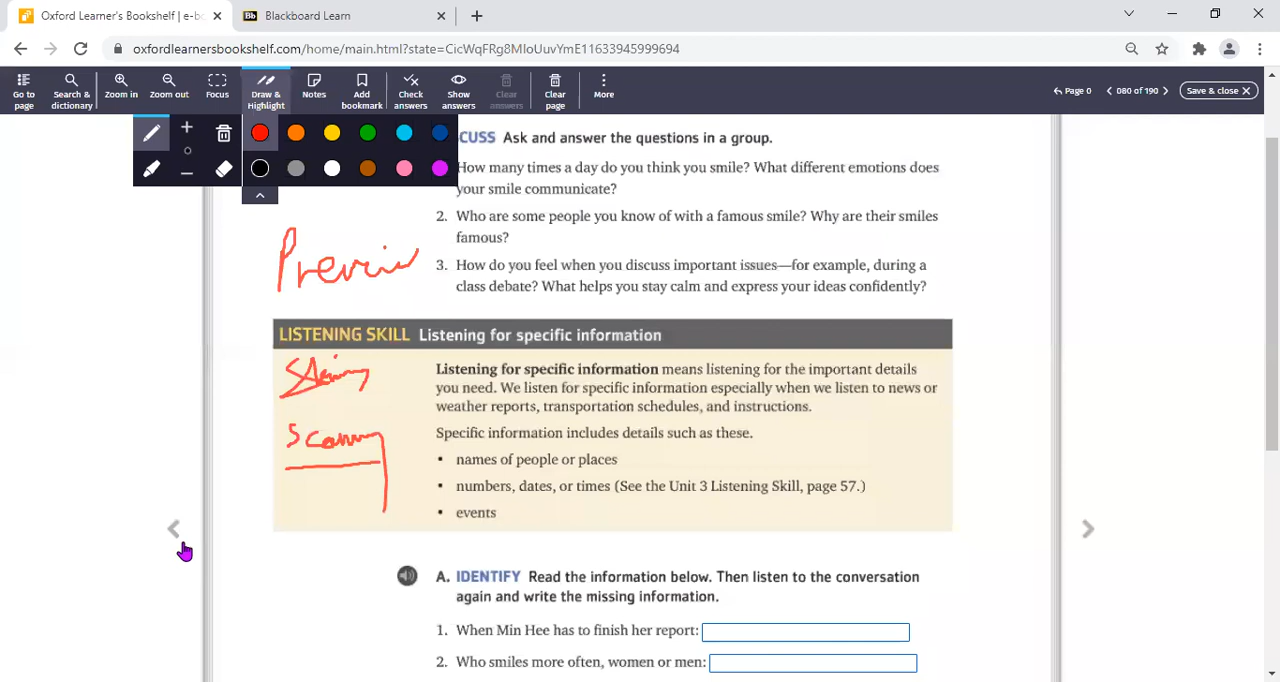 Oxford Learner's Bookshelf | e-bo
Blackboard Learn
oxfordlearnersbookshelf.com/home/main.html?state=CicWqFRg8MloUuvYmE11633945999694
Go to page
Search & dictionary
Zoom in
Zoom out
Focus
Draw & Highlight
Notes
Add bookmark
Check answers
Show answers
Clear answers
Clear page
More
Page 0
080 of 190
Save & close
CUSS Ask and answer the questions in a group.
How many times a day do you think you smile? What different emotions does
your smile communicate?
2. Who are some people you know of with a famous smile? Why are their smiles
famous?
3. How do you feel when you discuss important issues—for example, during a
class debate? What helps you stay calm and express your ideas confidently?
LISTENING SKILL Listening for specific information
Listening for specific information means listening for the important details
you need. We listen for specific information especially when we listen to news or
weather reports, transportation schedules, and instructions.
Specific information includes details such as these.
• names of people or places
• numbers, dates, or times (See the Unit 3 Listening Skill, page 57.)
• events
A. IDENTIFY Read the information below. Then listen to the conversation
again and write the missing information.
1. When Min Hee has to finish her report:
2. Who smiles more often, women or men: